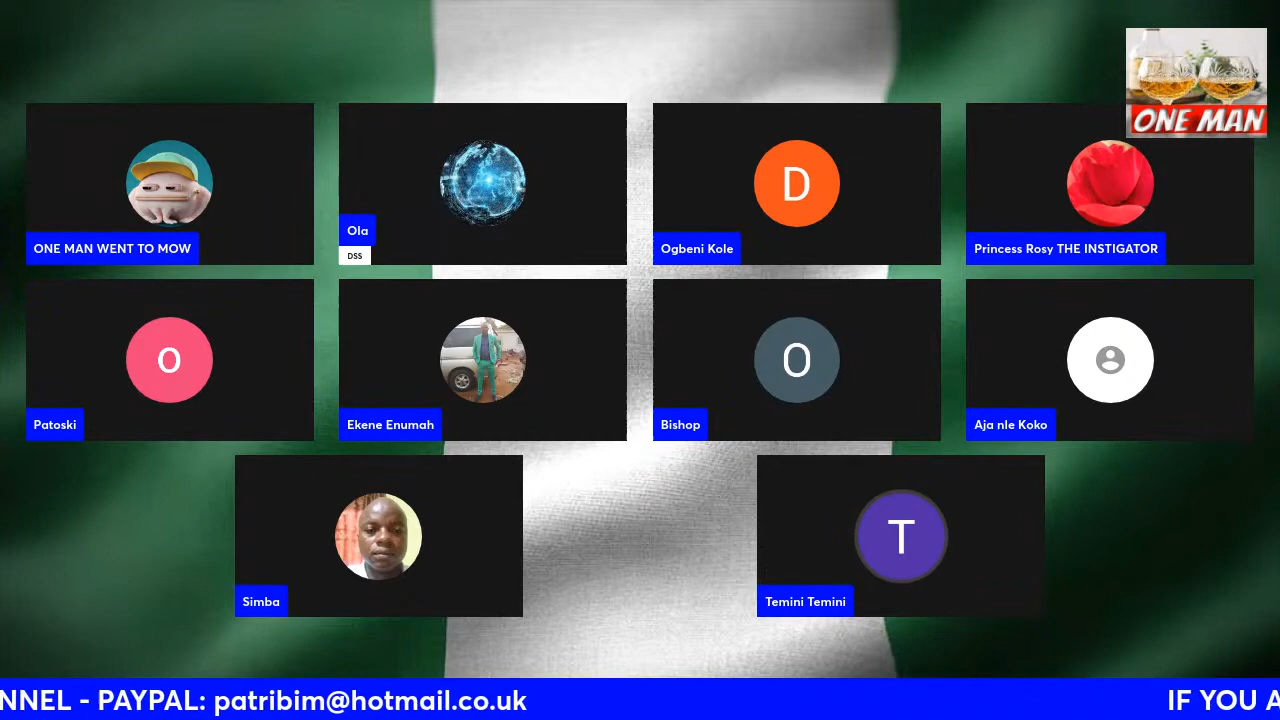 ONE MAN
D
ONE MAN WENT TO MOW
Ola
DSS
Ogbeni Kole
Princess Rosy THE INSTIGATOR
O
O
Patoski
Ekene Enumah
Bishop
Aja nle Koko
T
Simba
Temini Temini
NNEL - PAYPAL: patribim@hotmail.co.uk
IF YOU A